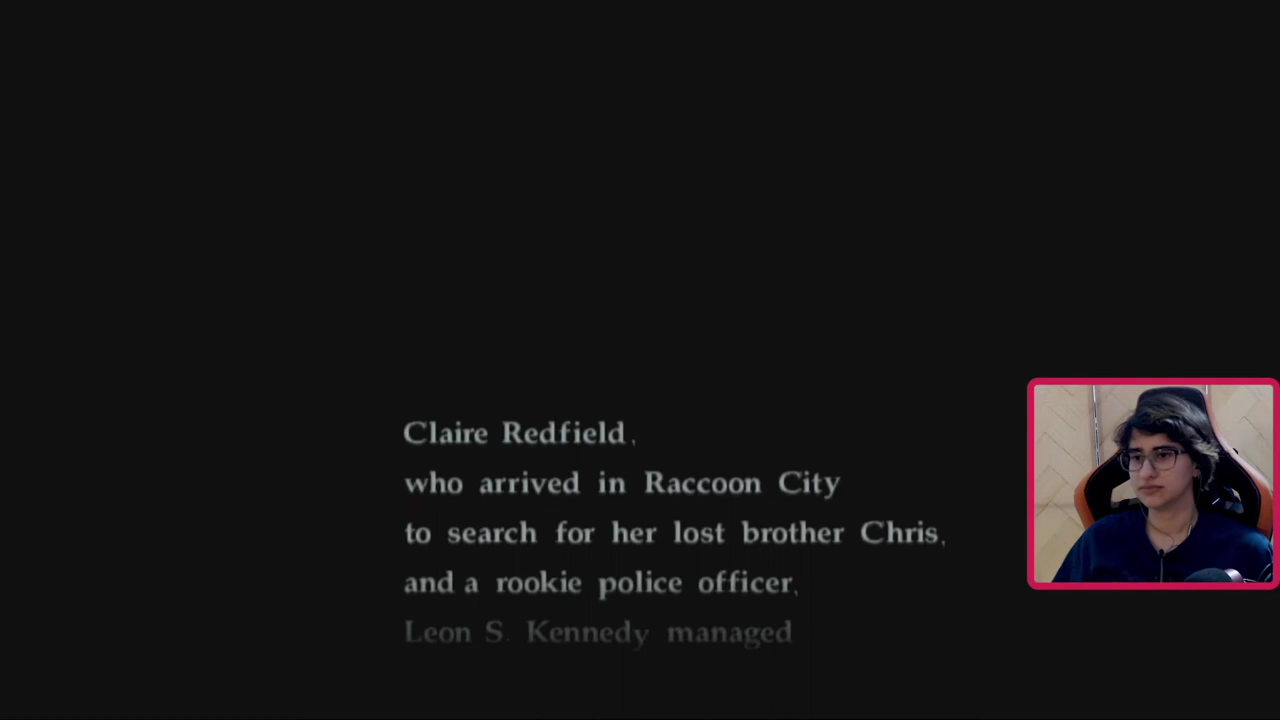 Claire Redfield,
who arrived in Raccoon City
to search for her lost brother Chris,
and a rookie police officer,
Leon S. Kennedy managed